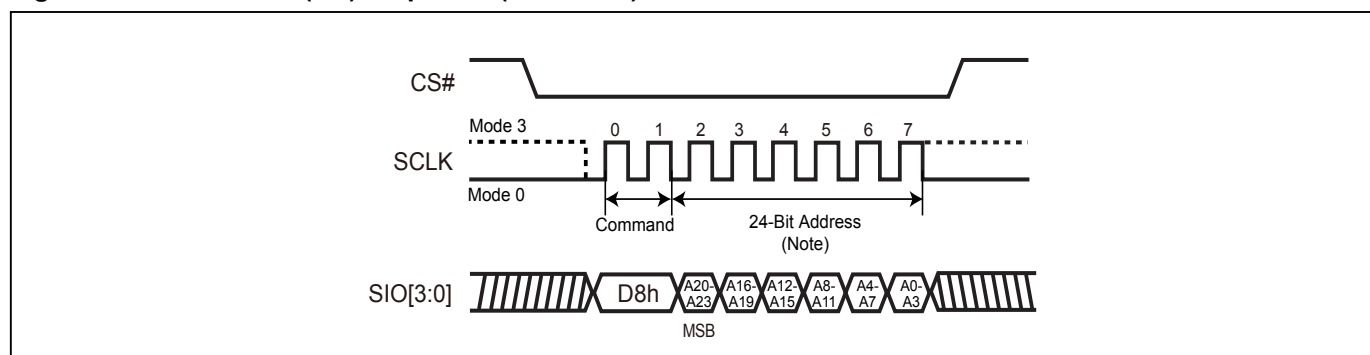 CS#
Mode 3
0 1 2 3 4 5 6 7
SCLK
Mode 0
Command
24-Bit Address
(Note)
SIO[3:0]
D8h
A20-
A23
A16-
A19
A12-
A15
A8-
A11
A4-
A7
A0-
A3
MSB